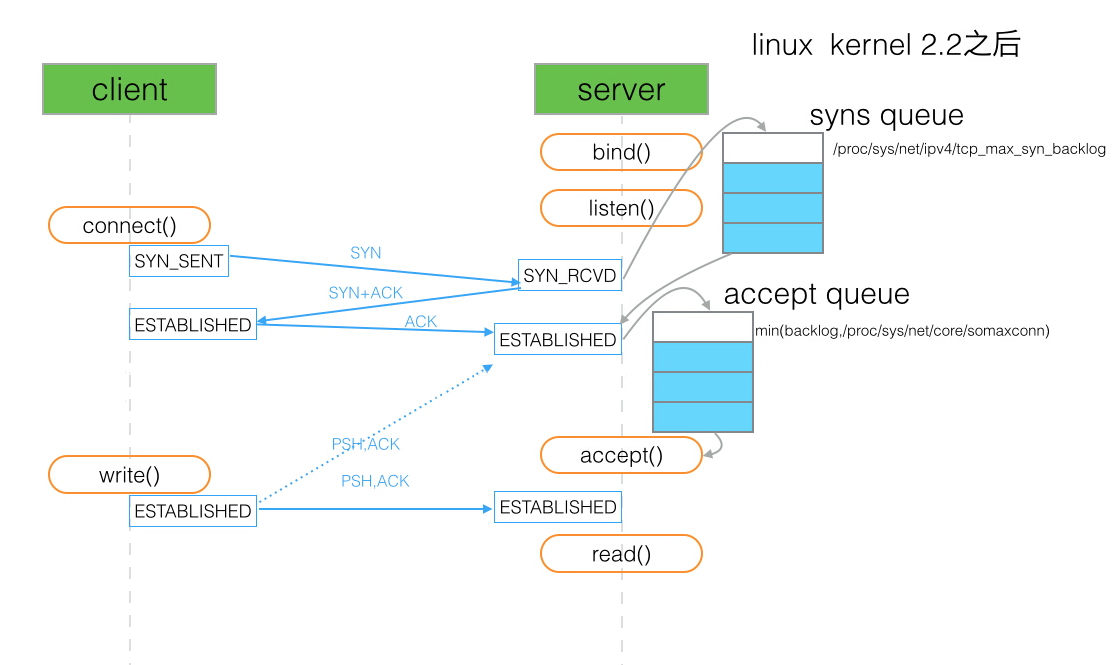 linux kernel 2.2之后
client
server
syns queue
/proc/sys/net/ipv4/tcp_max_syn_backlog
bind()
listen()
connect()
SYN_SENT
SYN
SYN_RCVD
SYN+ACK
accept queue
min(backlog,/proc/sys/net/core/somaxconn)
ESTABLISHED
ACK
ESTABLISHED
PSH,ACK
accept()
write()
PSH,ACK
ESTABLISHED
ESTABLISHED
read()